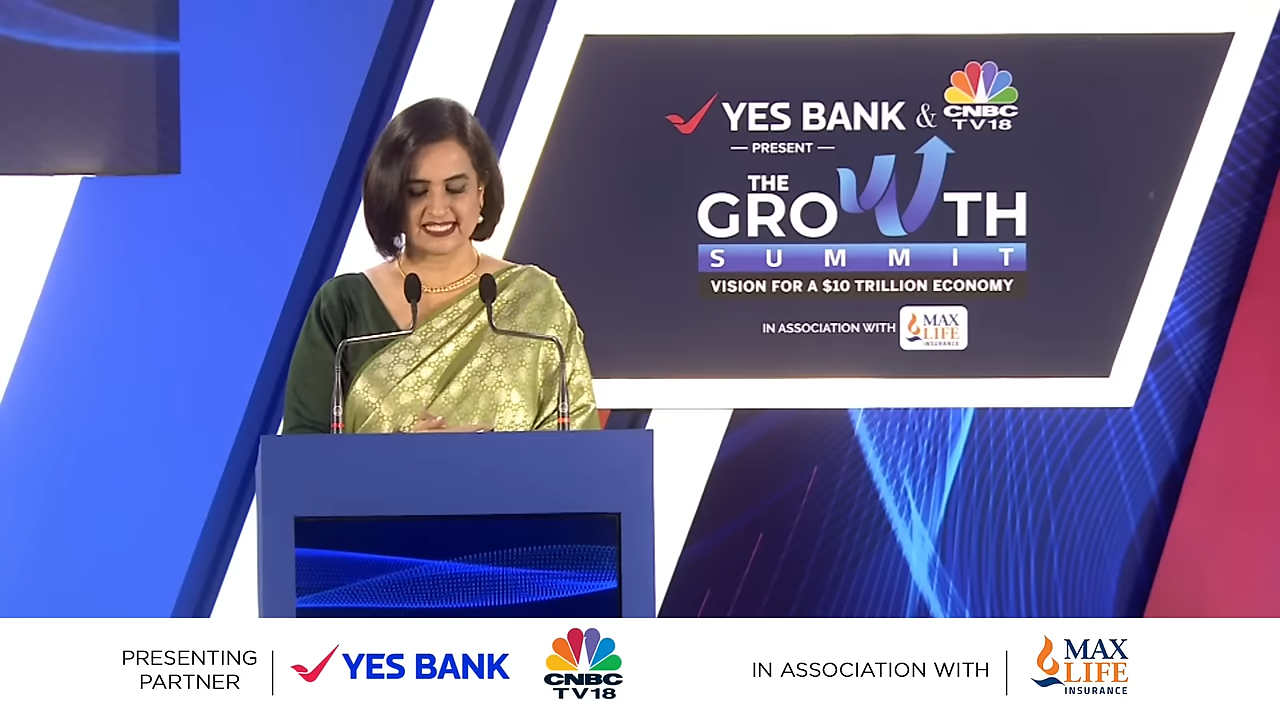 YES BANK & CNBC TV18
PRESENT
THE
GROWTH
SUMMIT
VISION FOR A $10 TRILLION ECONOMY
IN ASSOCIATION WITH MAX LIFE INSURANCE
PRESENTING PARTNER
YES BANK
CNBC TV18
IN ASSOCIATION WITH
MAX LIFE INSURANCE